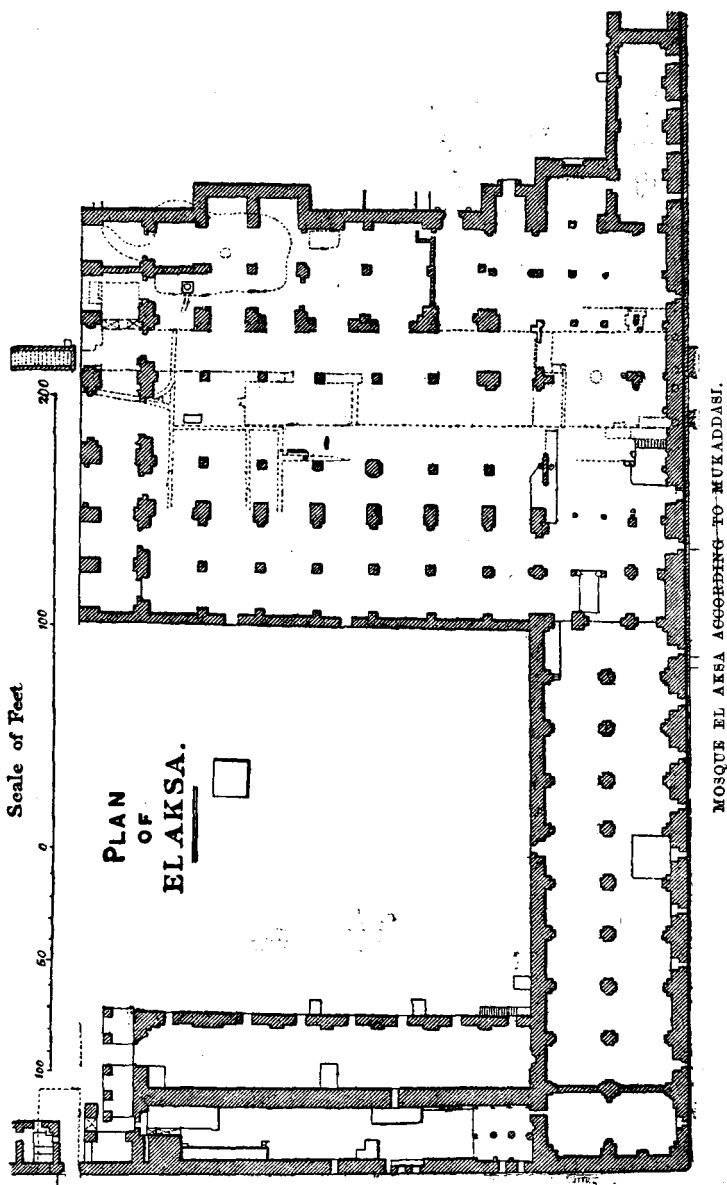 Scale of Feet
100 50 0 100 200
PLAN
OF
EL AKSA.
MOSQUE EL AKSA ACCORDING TO MUKADDASI.